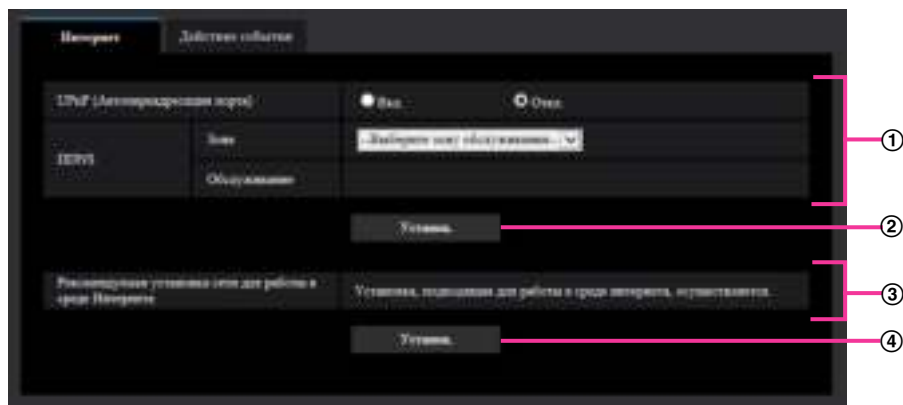 Интернет
Действие события
UPnP (Автопереадресация порта)
Вкл.
Откл.
DDNS
Зона
--Выберите зону обслуживания--
Обслуживание
①
Установ.
②
Рекомендуемая установка сети для работы в
среде Интернета
Установка, подходящая для работы в среде интернета, осуществляется.
③
Установ.
④